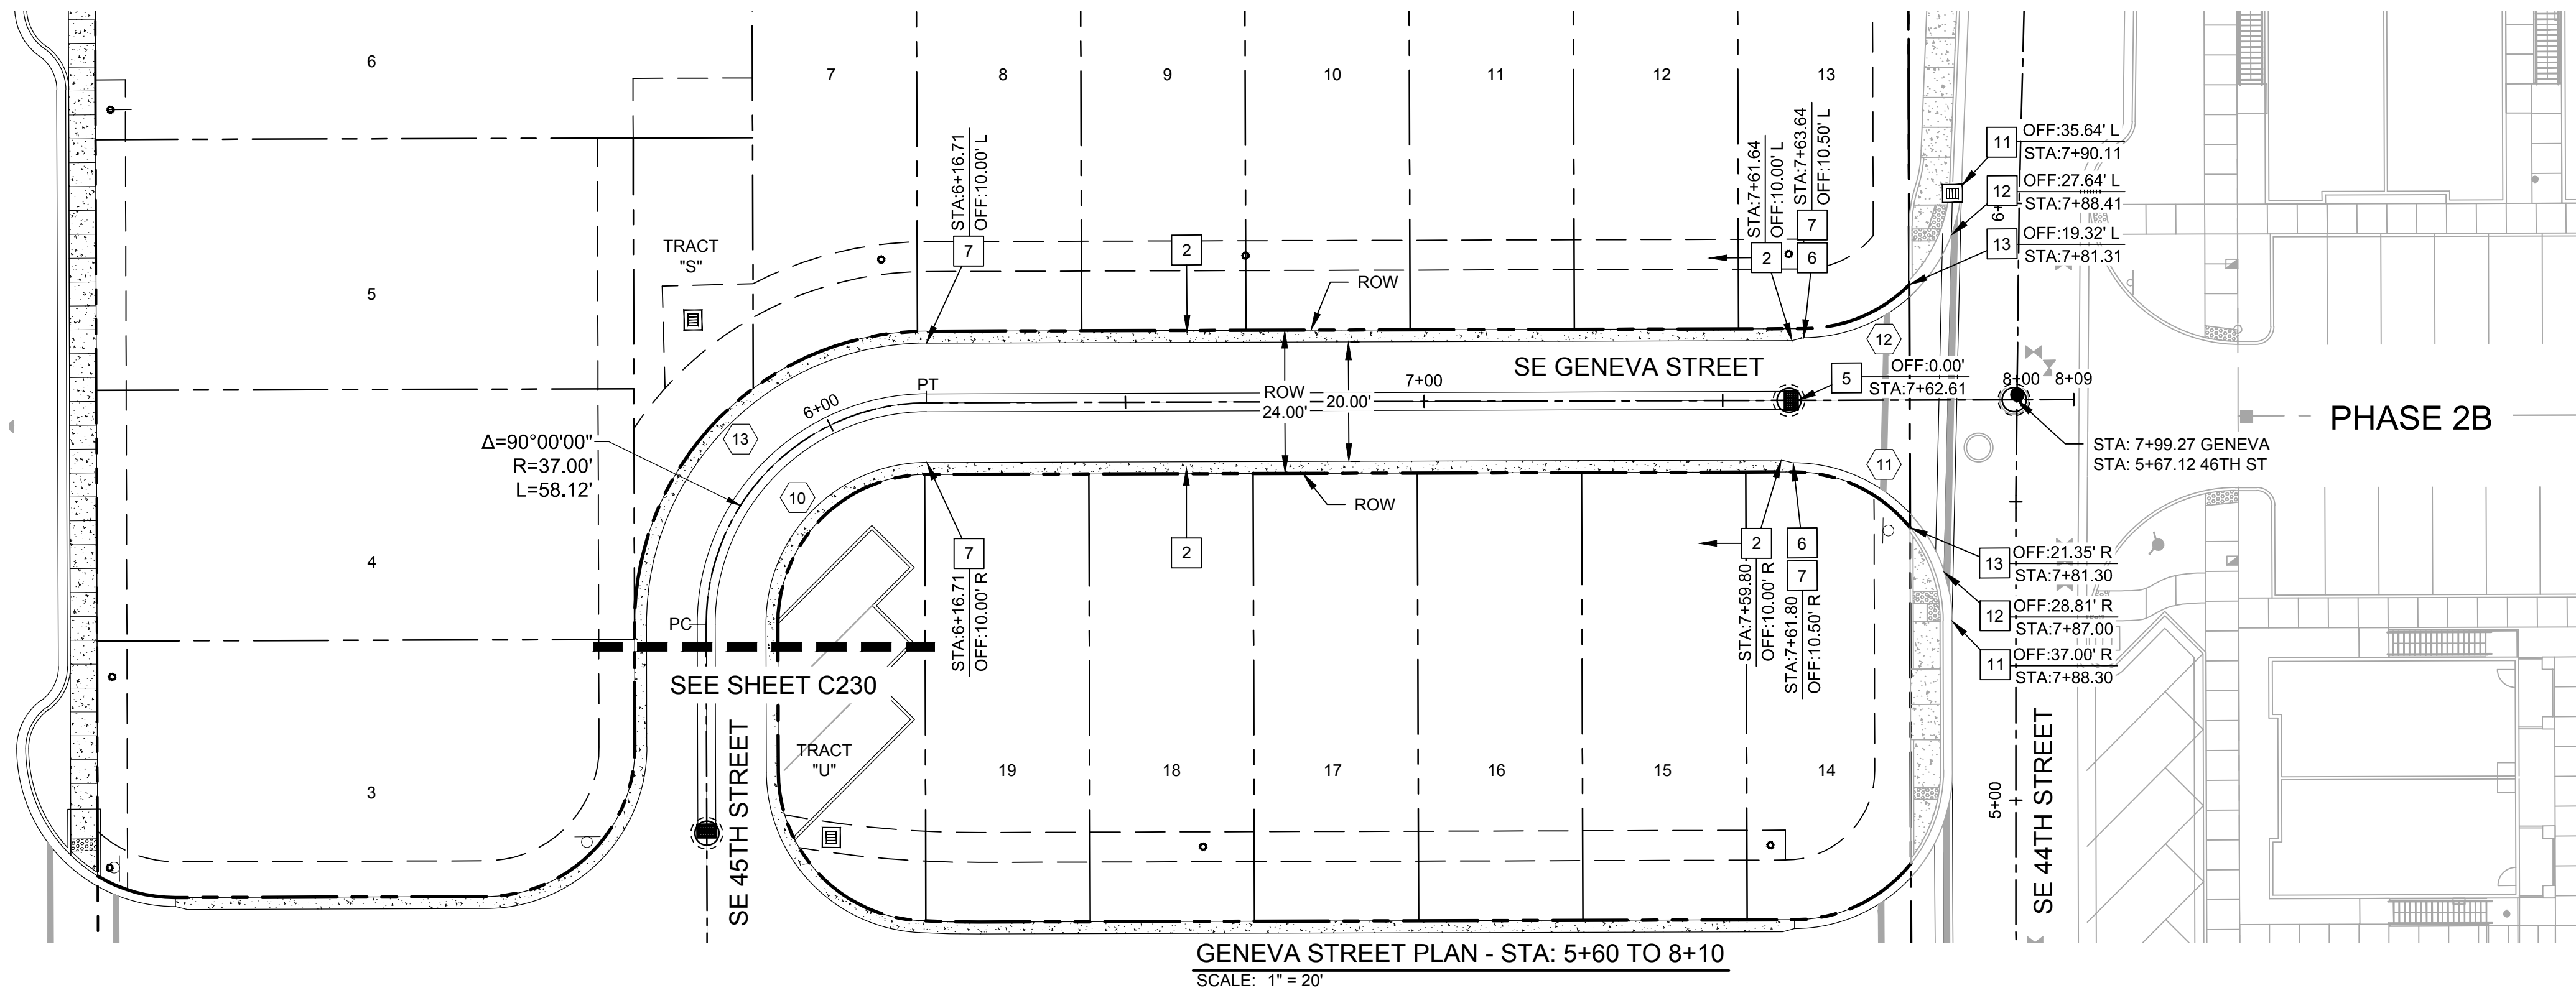 6
7
8
9
10
11
12
13
STA:6+16.71
OFF:10.00' L
7
2
STA:7+61.64
OFF:10.00' L
2
STA:7+63.64
OFF:10.50' L
7
6
11
OFF:35.64' L
STA:7+90.11
12
OFF:27.64' L
STA:7+88.41
6+
13
OFF:19.32' L
STA:7+81.31
TRACT
"S"
ROW
5
12
SE GENEVA STREET
5
OFF:0.00'
STA:7+62.61
8+00
8+09
PT
6+00
7+00
ROW
24.00'
20.00'
PHASE 2B
Δ=90°00'00"
R=37.00'
L=58.12'
13
10
11
STA: 7+99.27 GENEVA
STA: 5+67.12 46TH ST
ROW
4
7
STA:6+16.71
OFF:10.00' R
2
2
STA:7+59.80
OFF:10.00' R
6
7
STA:7+61.80
OFF:10.50' R
13
OFF:21.35' R
STA:7+81.30
12
OFF:28.81' R
STA:7+87.00
11
OFF:37.00' R
STA:7+88.30
PC
SEE SHEET C230
SE 45TH STREET
TRACT
"U"
3
19
18
17
16
15
14
5+00
SE 44TH STREET
GENEVA STREET PLAN - STA: 5+60 TO 8+10
SCALE: 1" = 20'